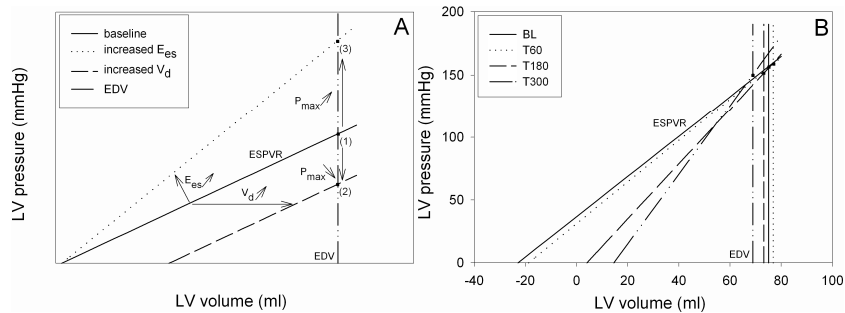 A
baseline
increased Ees
increased Vd
EDV
LV pressure (mmHg)
(3)
Pmax
ESPVR
(1)
Ees
Pmax
Vd
(2)
EDV
LV volume (ml)
B
BL
T60
T180
T300
LV pressure (mmHg)
200
150
100
50
0
ESPVR
EDV
-40 -20 0 20 40 60 80 100
LV volume (ml)